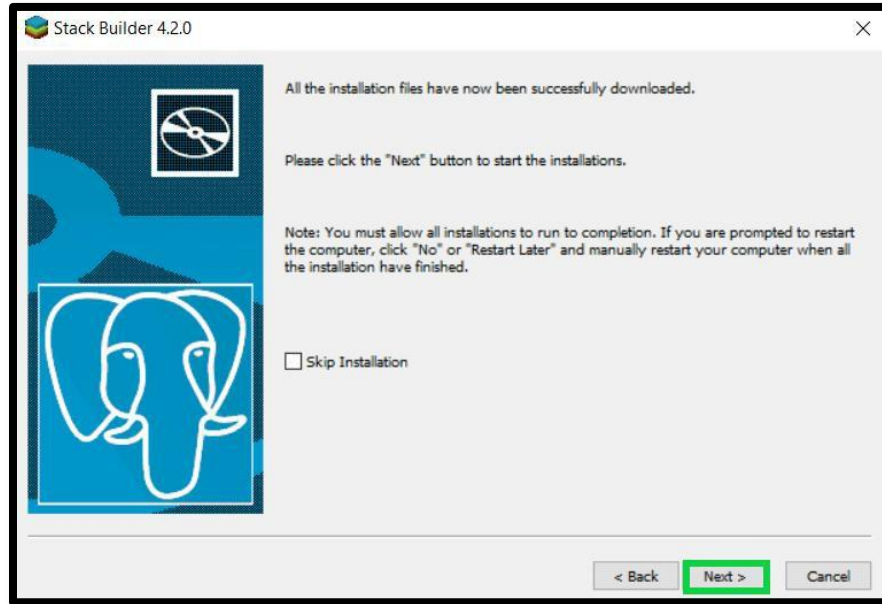 Stack Builder 4.2.0
All the installation files have now been successfully downloaded.
Please click the "Next" button to start the installations.
Note: You must allow all installations to run to completion. If you are prompted to restart
the computer, click "No" or "Restart Later" and manually restart your computer when all
the installation have finished.
Skip Installation
< Back Next > Cancel